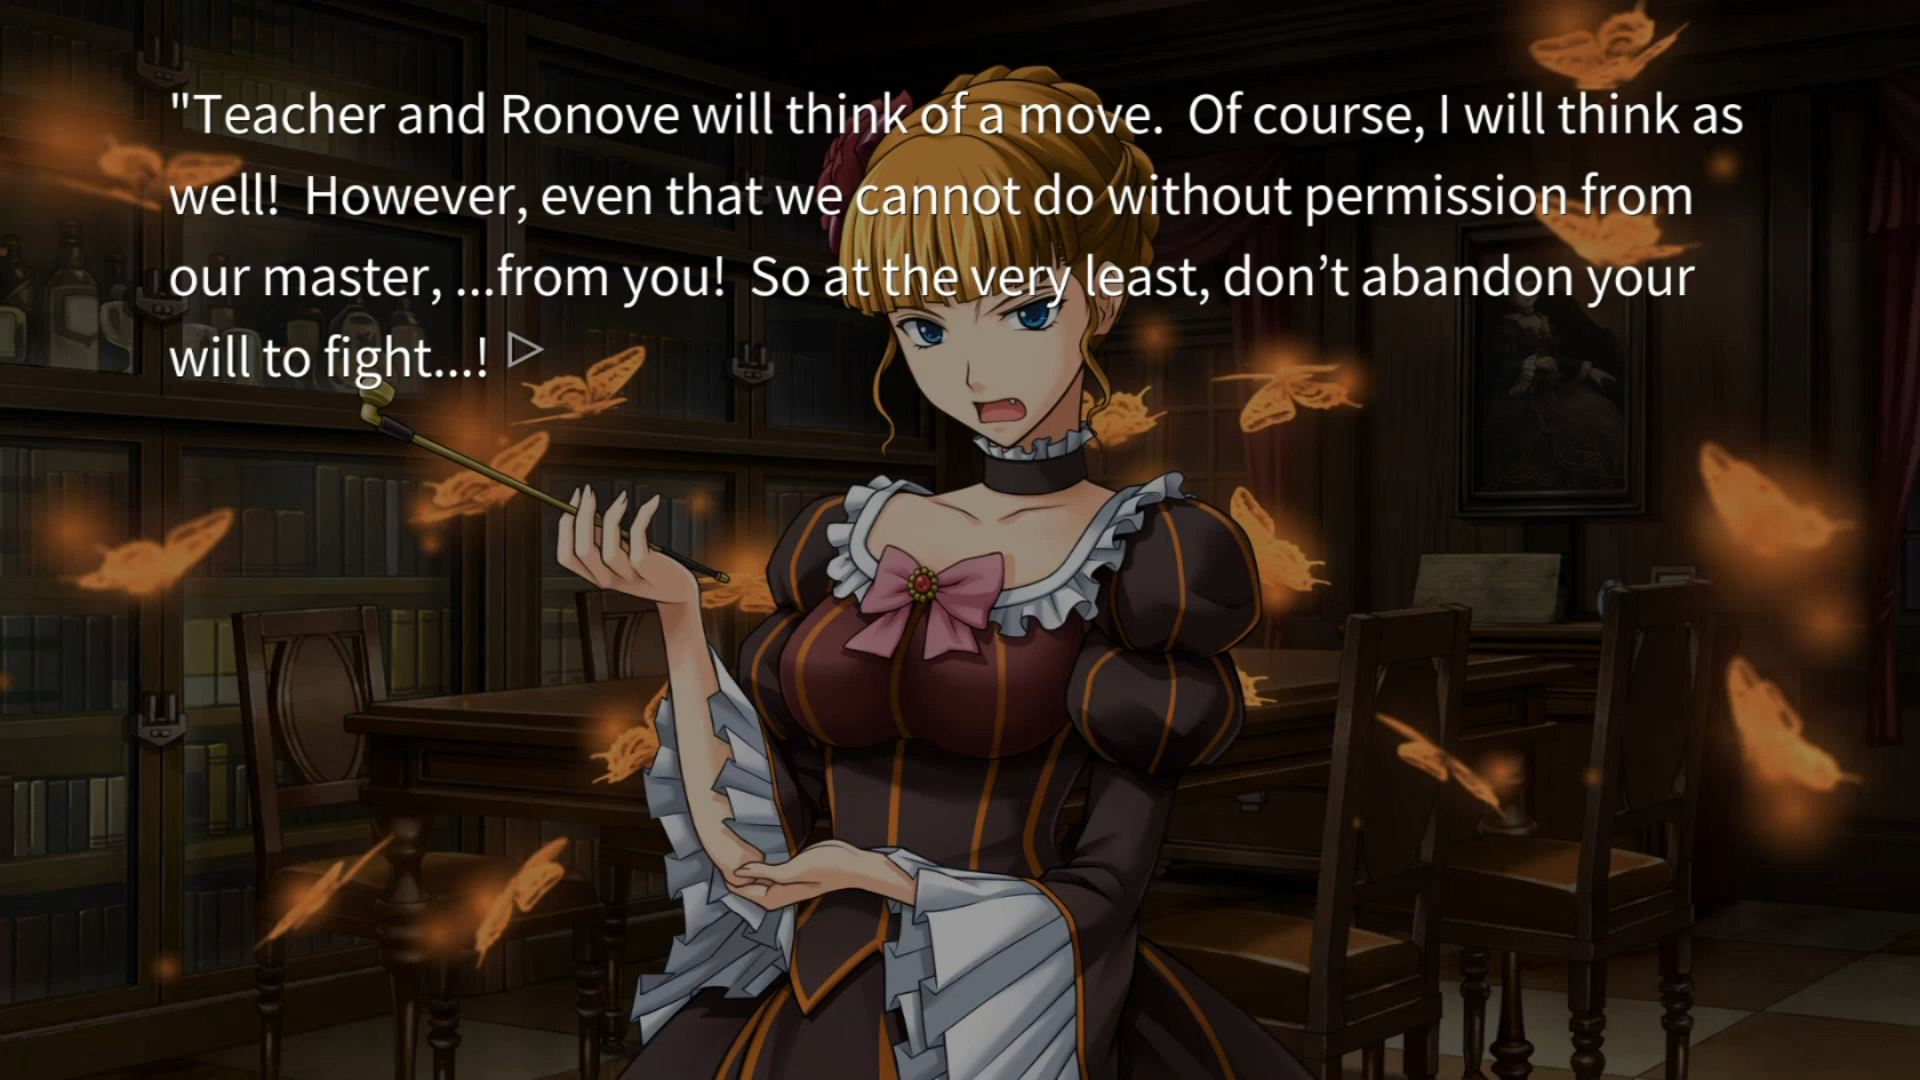 "Teacher and Ronove will think of a move.  Of course, I will think as
well!  However, even that we cannot do without permission from
our master, ...from you!  So at the very least, don’t abandon your
will to fight...!